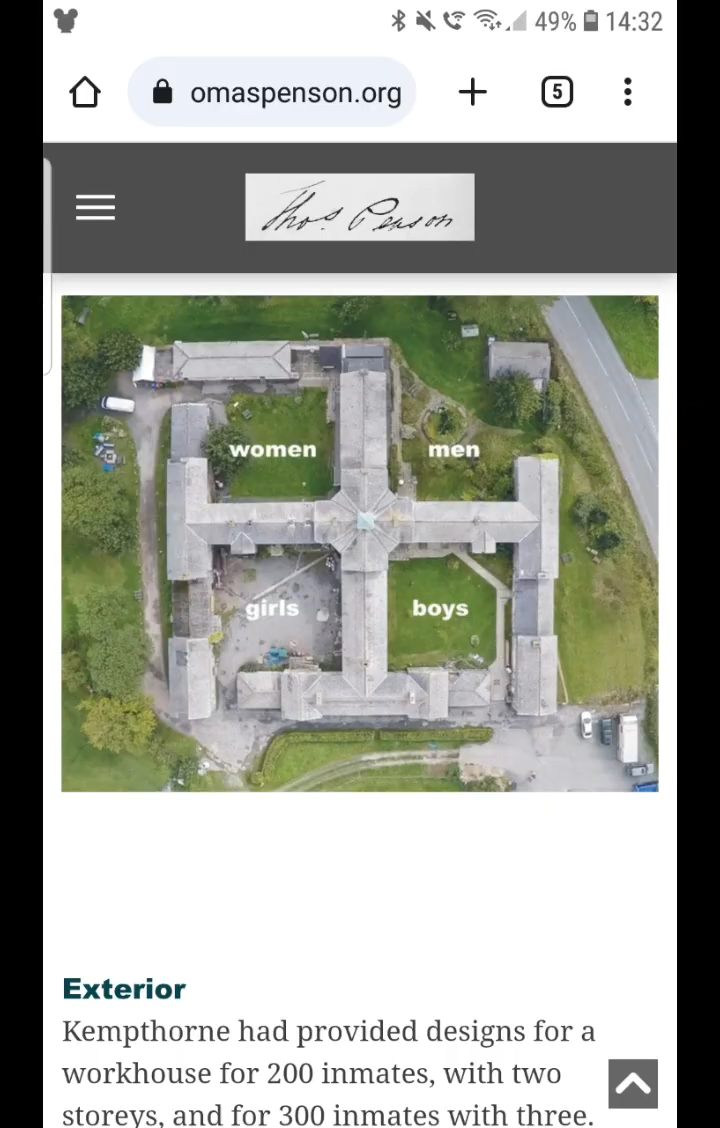 49% 14:32
omaspenson.org
5
Thos. Penson
women
men
girls
boys
Exterior
Kempthorne had provided designs for a
workhouse for 200 inmates, with two
storeys, and for 300 inmates with three.